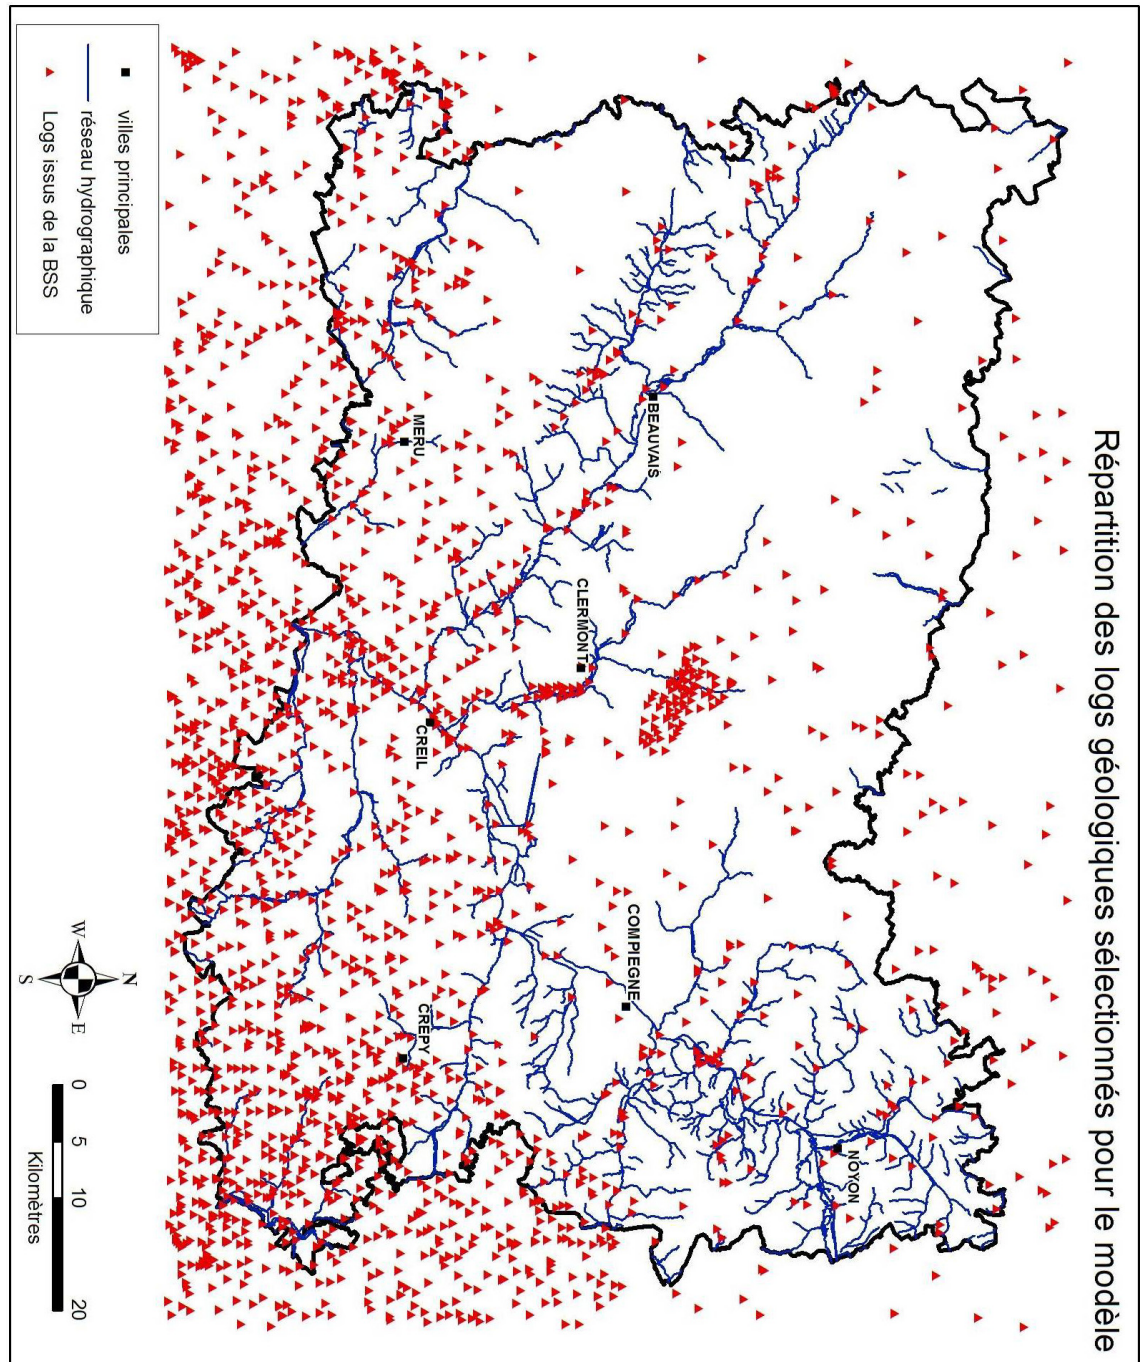 Répartition des logs géologiques sélectionnés pour le modèle
NOYON
BEAUVAIS
COMPIEGNE
CLERMONT
MERU
CREIL
CREPY
villes principales
réseau hydrographique
Logs issus de la BSS
N
W
E
S
0 5 10 20
Kilomètres